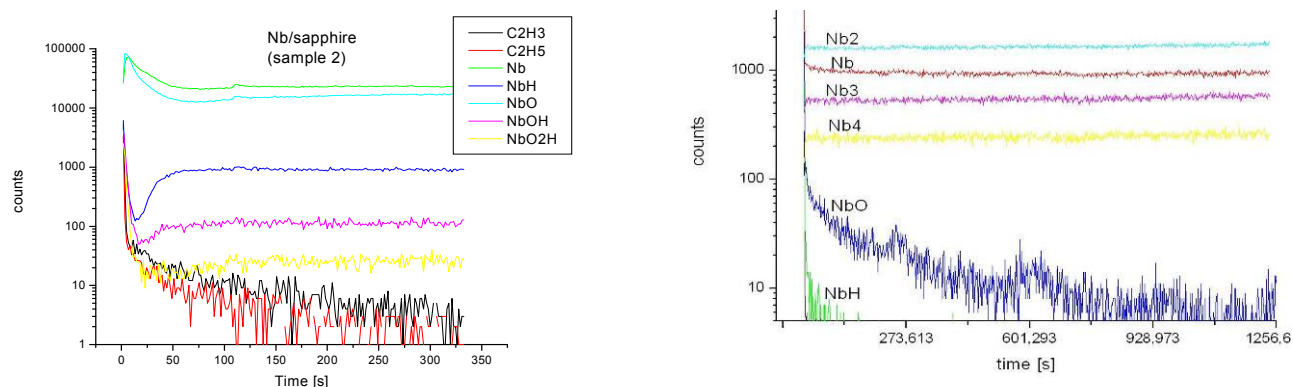 Nb/sapphire
(sample 2)
C2H3
C2H5
Nb
NbH
NbO
NbOH
NbO2H
100000
10000
1000
100
10
1
counts
0
50
100
150
200
250
300
350
Time [s]
Nb2
Nb
Nb3
Nb4
NbO
NbH
1000
100
10
counts
273,613
601,293
928,973
1256,6
time [s]